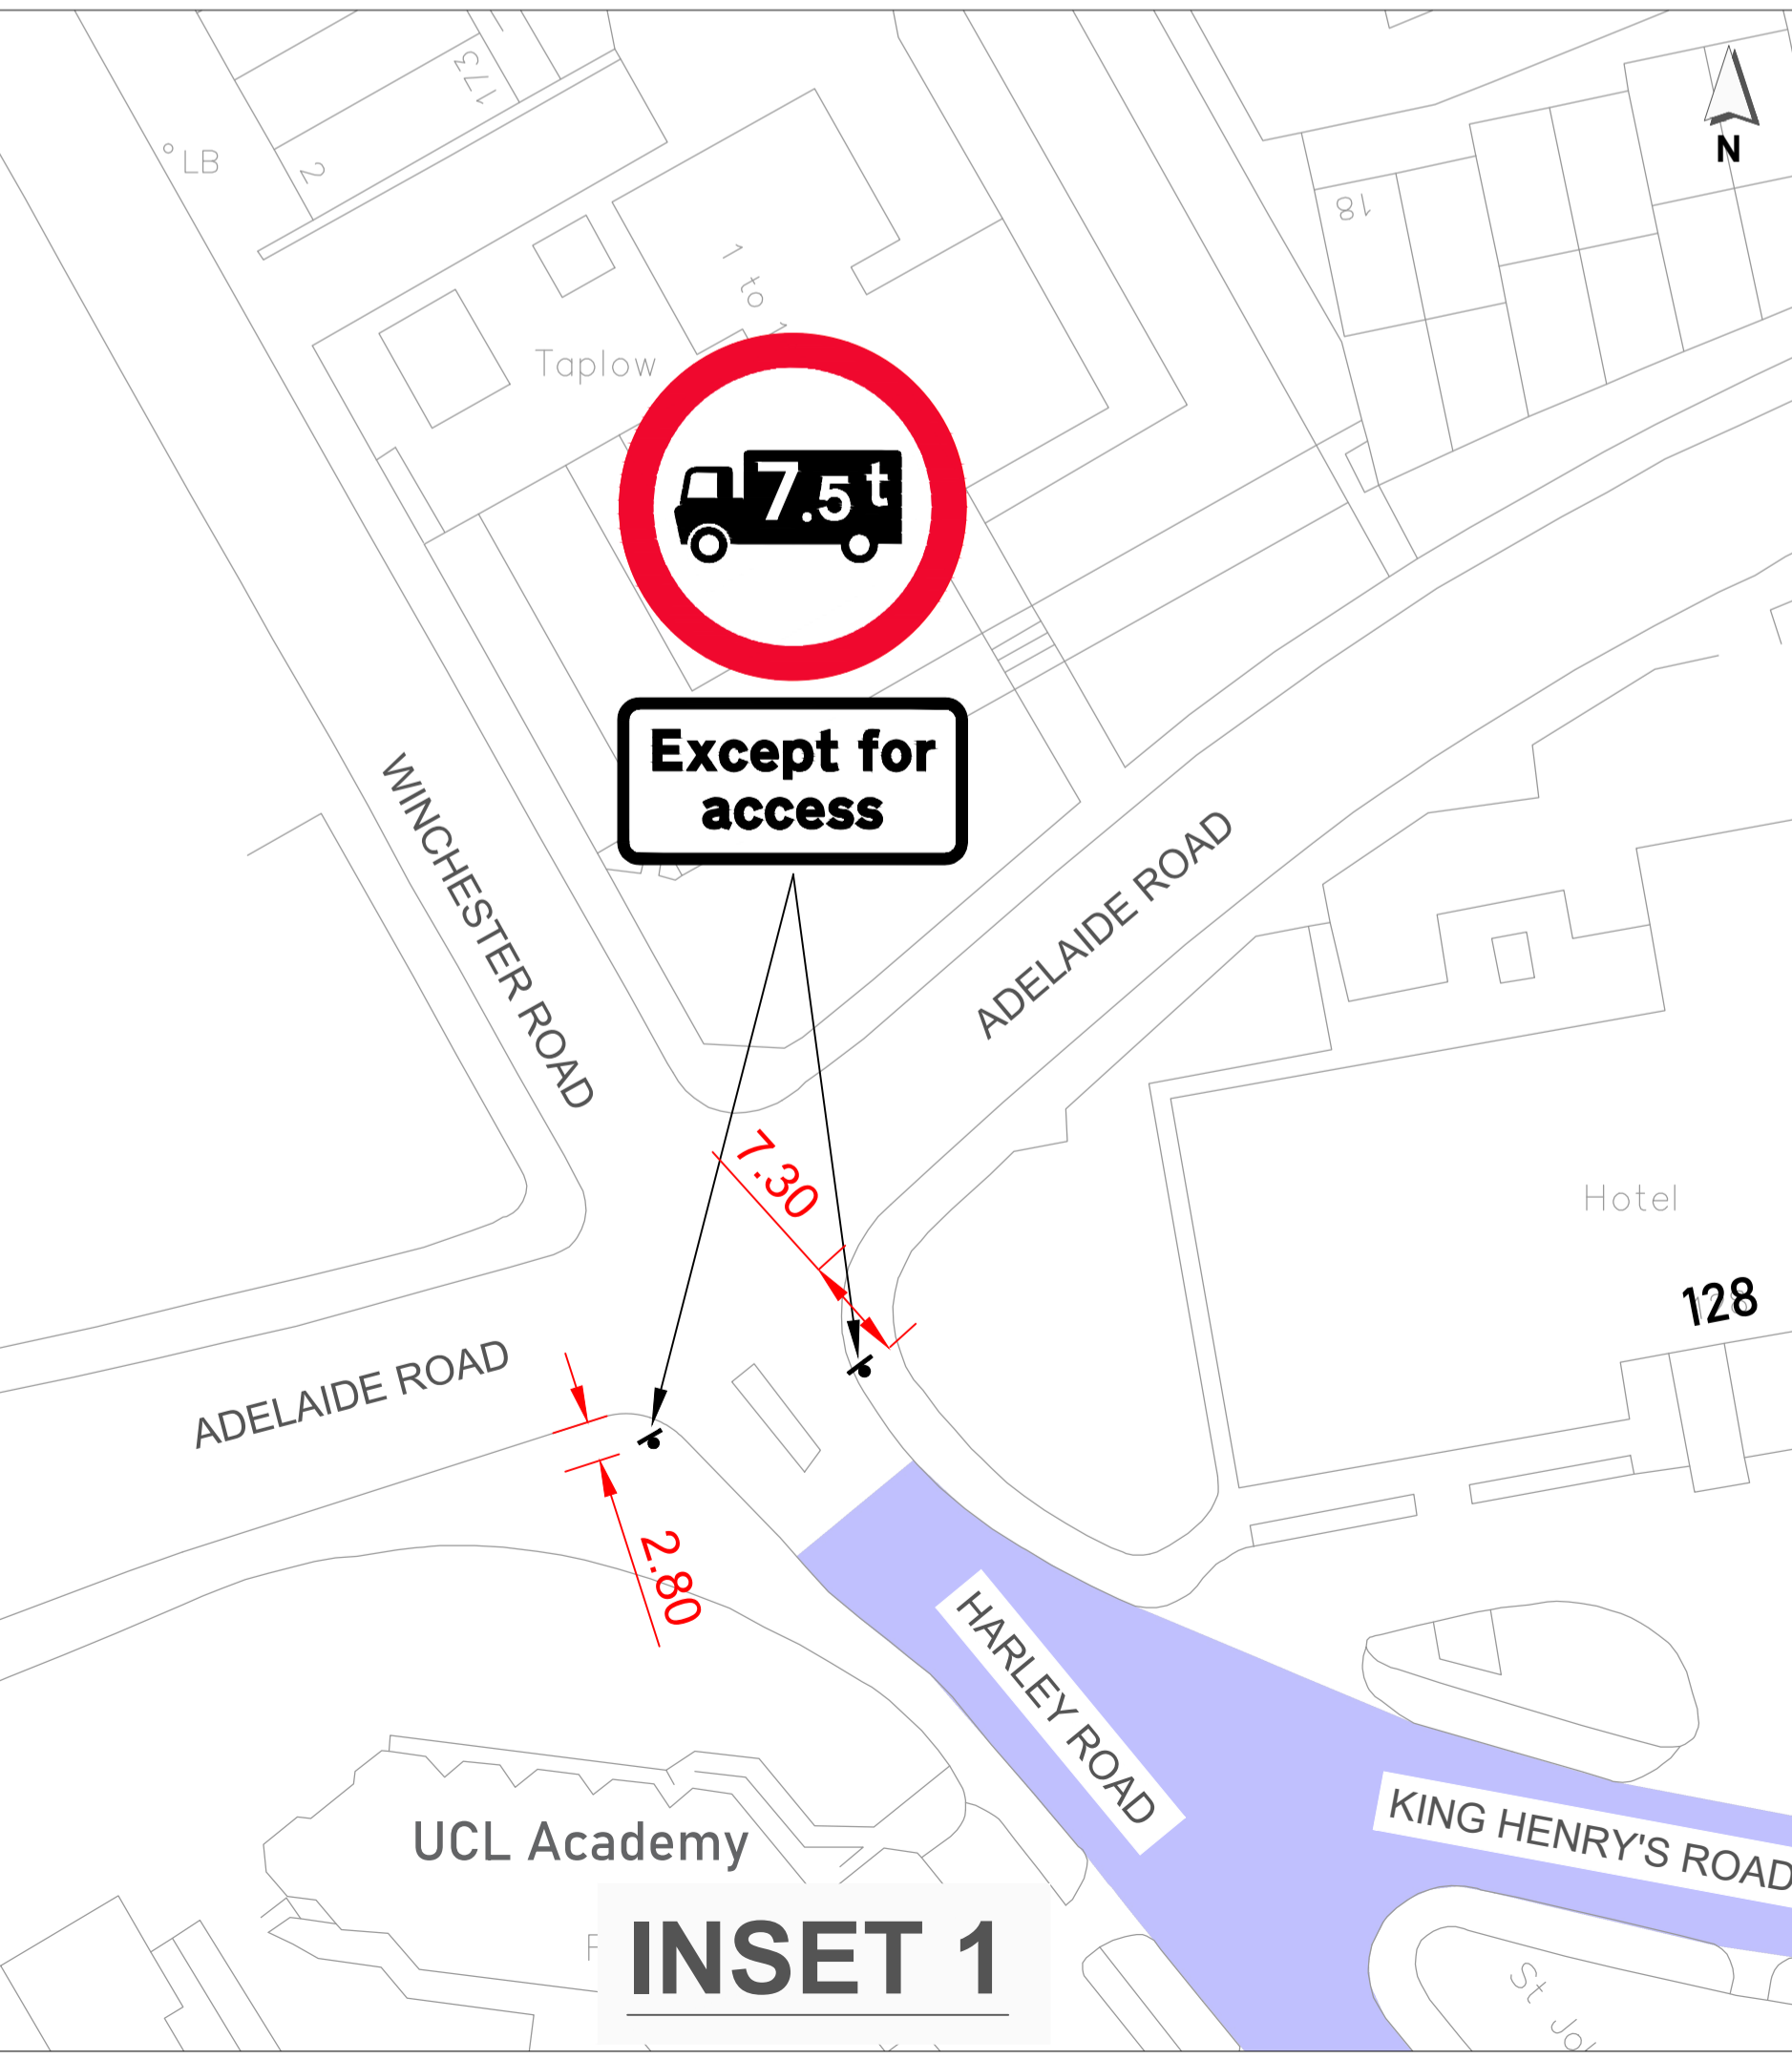 173
LB
2
N
18
1 to 1
Taplow
7.5t
Except for
access
WINCHESTER ROAD
ADELAIDE ROAD
7.30
Hotel
128
ADELAIDE ROAD
2.80
HARLEY ROAD
KING HENRY'S ROAD
UCL Academy
INSET 1
St